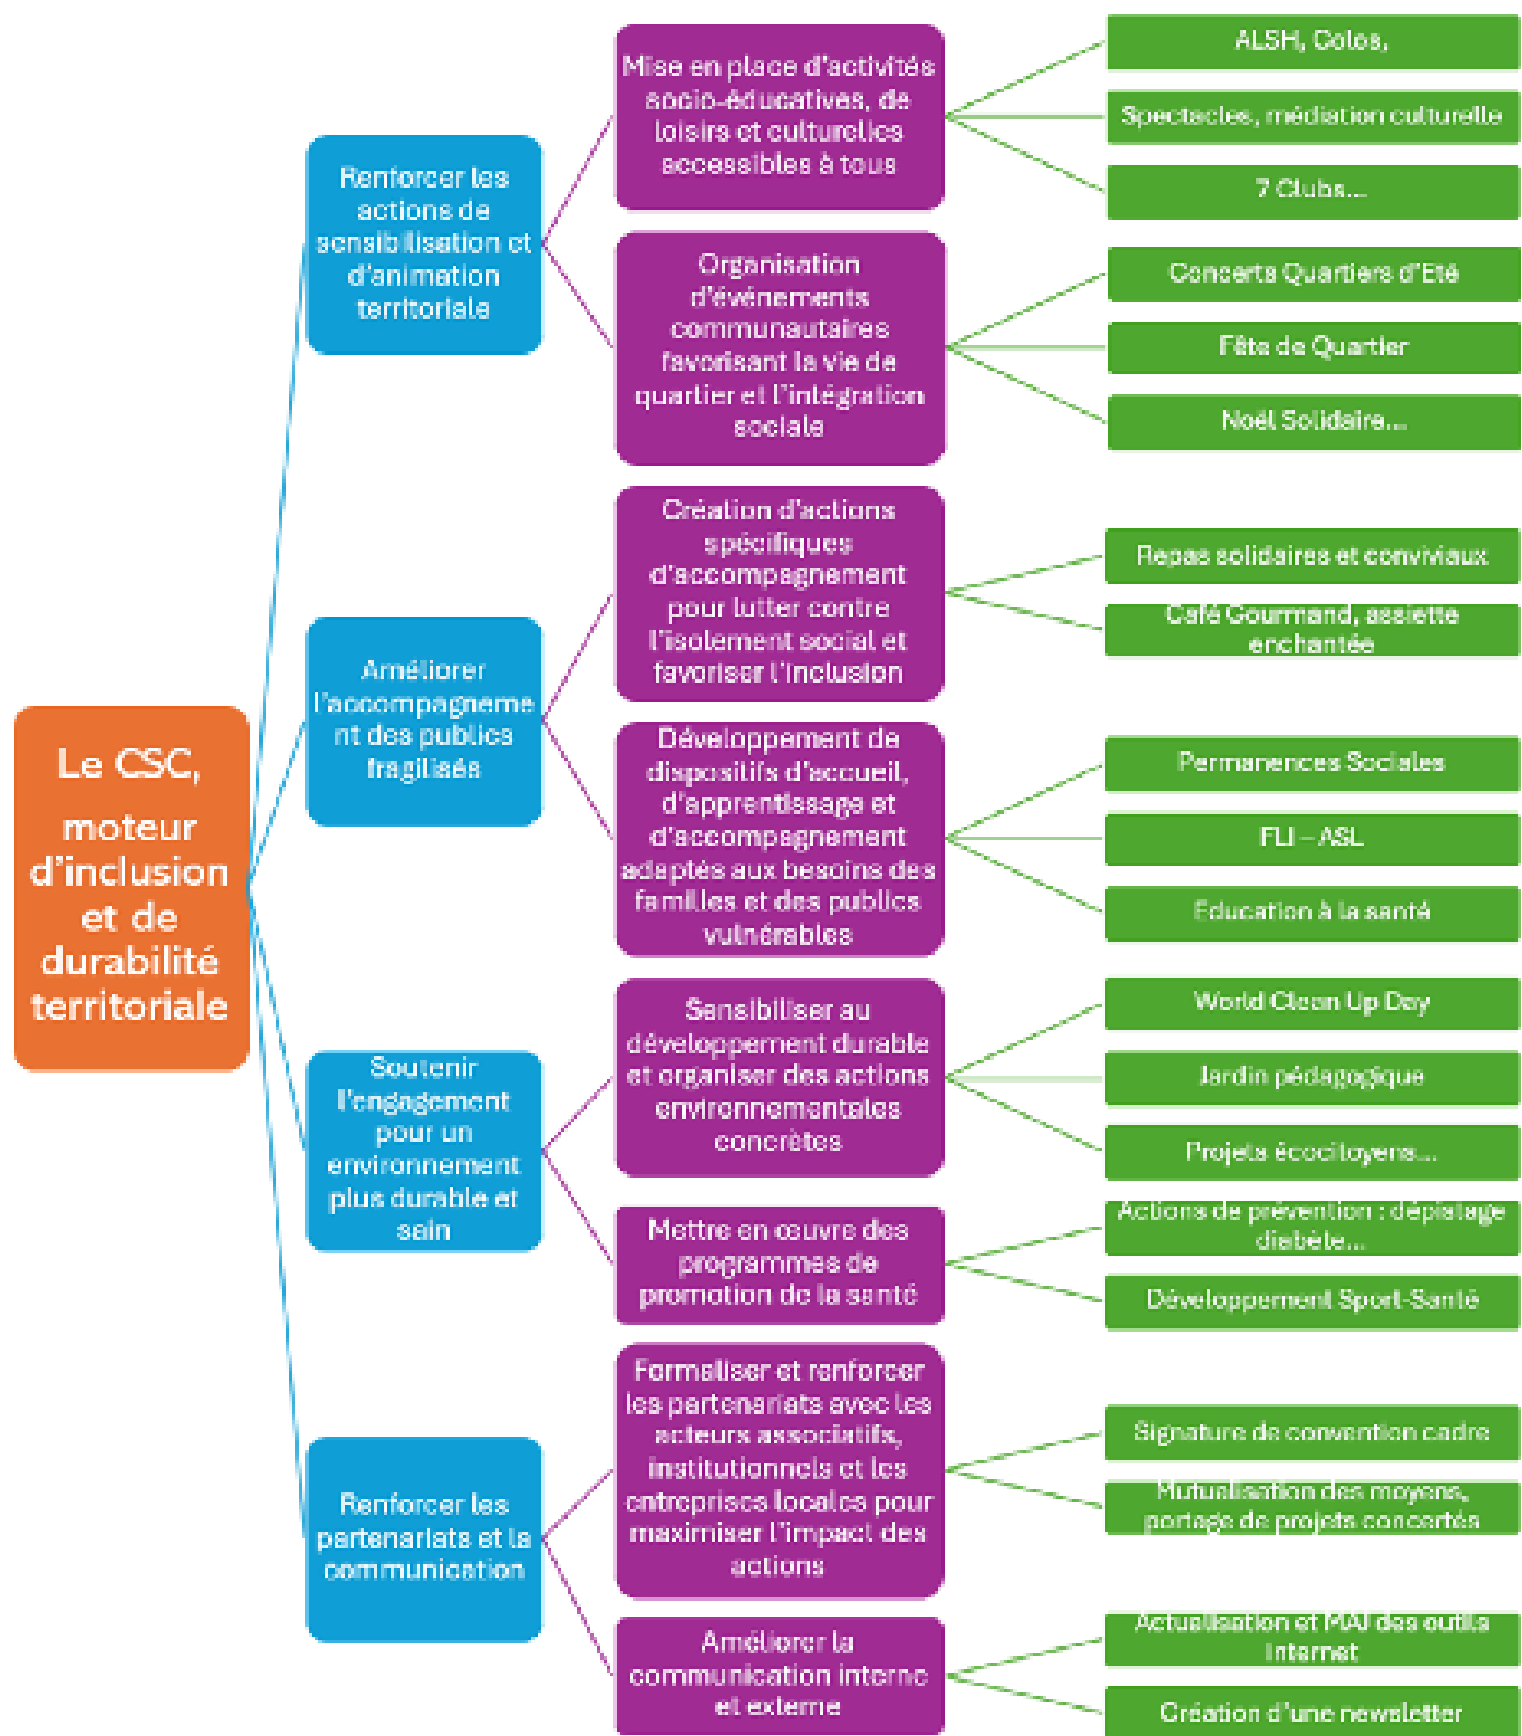 Le CSC,
moteur
d'inclusion
et de
durabilité
territoriale
Renforcer les
actions de
sensibilisation et
d'animation
territoriale
Mise en place d'activités
socio-éducatives, de
loisirs et culturelles
accessibles à tous
ALSH, Colos,
Spectacles, médiation culturelle
7 Clubs...
Organisation
d'événements
communautaires
favorisant la vie de
quartier et l'intégration
sociale
Concerts Quartiers d'Eté
Fête de Quartier
Noël Solidaire...
Améliorer
l'accompagneme
nt des publics
fragilisés
Création d'actions
spécifiques
d'accompagnement
pour lutter contre
l'isolement social et
favoriser l'inclusion
Repas solidaires et conviviaux
Café Gourmand, assiette
enchantée
Développement de
dispositifs d'accueil,
d'apprentissage et
d'accompagnement
adaptés aux besoins des
familles et des publics
vulnérables
Permanences Sociales
FLI – ASL
Education à la santé
Soutenir
l'engagement
pour un
environnement
plus durable et
sain
Sensibiliser au
développement durable
et organiser des actions
environnementales
concrètes
World Clean Up Day
Jardin pédagogique
Projets écocitoyens...
Mettre en œuvre des
programmes de
promotion de la santé
Actions de prévention : dépistage
diabète...
Développement Sport-Santé
Renforcer les
partenariats et la
communication
Formaliser et renforcer
les partenariats avec les
acteurs associatifs,
institutionnels et les
entreprises locales pour
maximiser l'impact des
actions
Signature de convention cadre
Mutualisation des moyens,
portage de projets concertés
Améliorer la
communication interne
et externe
Actualisation et MAJ des outils
Internet
Création d'une newsletter